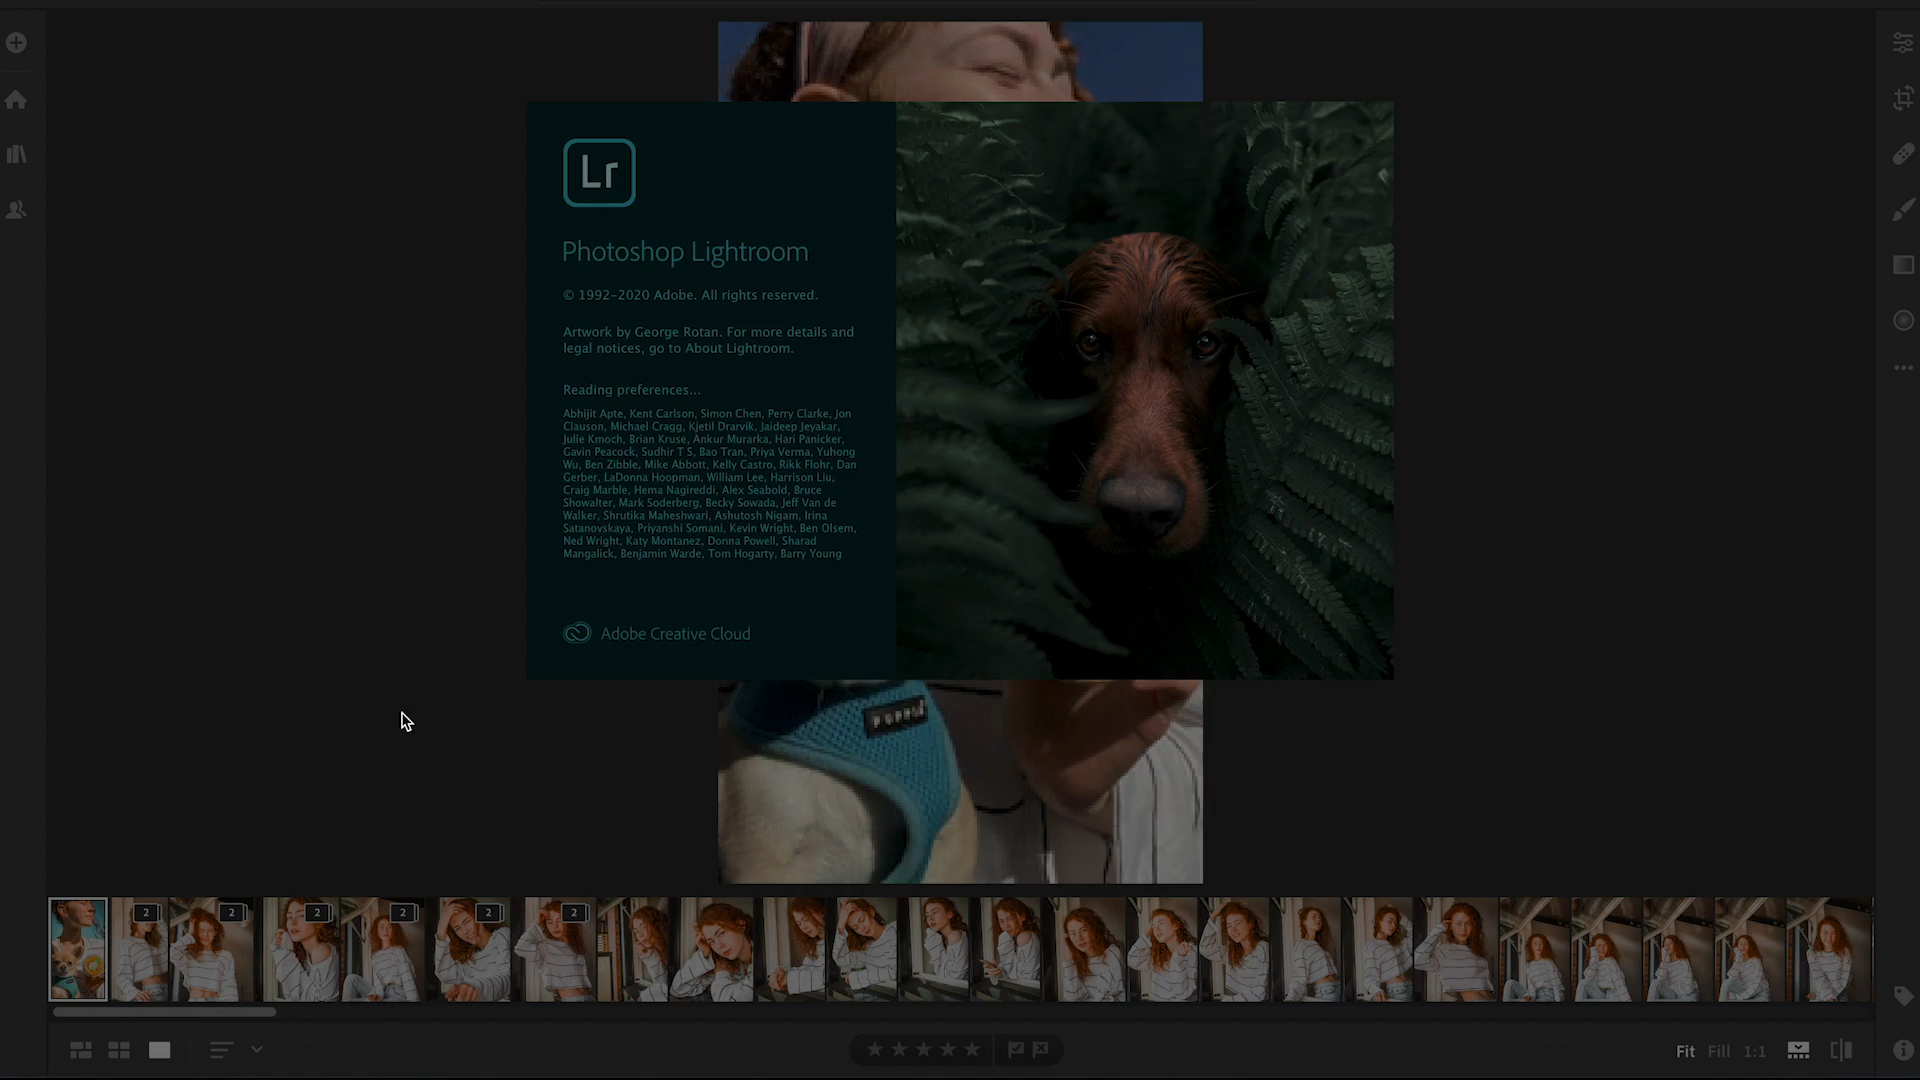 Lr
Photoshop Lightroom
© 1992-2020 Adobe. All rights reserved.
Artwork by George Rotan. For more details and
legal notices, go to About Lightroom.
Reading preferences...
Abhijit Apte, Kent Carlson, Simon Chen, Perry Clarke, Jon
Clauson, Michael Cragg, Kjetil Drarvik, Jaideep Jeyakar,
Julie Kmoch, Brian Kruse, Ankur Murarka, Hari Panicker,
Gavin Peacock, Sudhir T S, Bao Tran, Priya Verma, Yuhong
Wu, Ben Zibble, Mike Abbott, Kelly Castro, Rikk Flohr, Dan
Gerber, LaDonna Hoopman, William Lee, Harrison Liu,
Craig Marble, Hema Nagireddi, Alex Seabold, Bruce
Showalter, Mark Soderberg, Becky Sowada, Jeff Van de
Walker, Shrutika Maheshwari, Ashutosh Nigam, Irina
Satanovskaya, Priyanshi Somani, Kevin Wright, Ben Olsem,
Ned Wright, Katy Montanez, Donna Powell, Sharad
Mangalick, Benjamin Warde, Tom Hogarty, Barry Young
Adobe Creative Cloud
2 2 2 2 2 2
Fit Fill 1:1